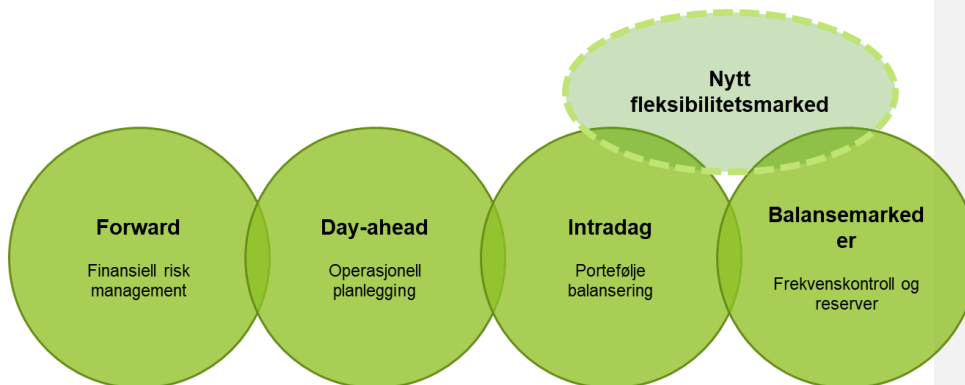 Nytt
fleksibilitetsmarked
Forward
Finansiell risk
management
Day-ahead
Operasjonell
planlegging
Intradag
Portefølje
balansering
Balansemarked
er
Frekvenskontroll og
reserver